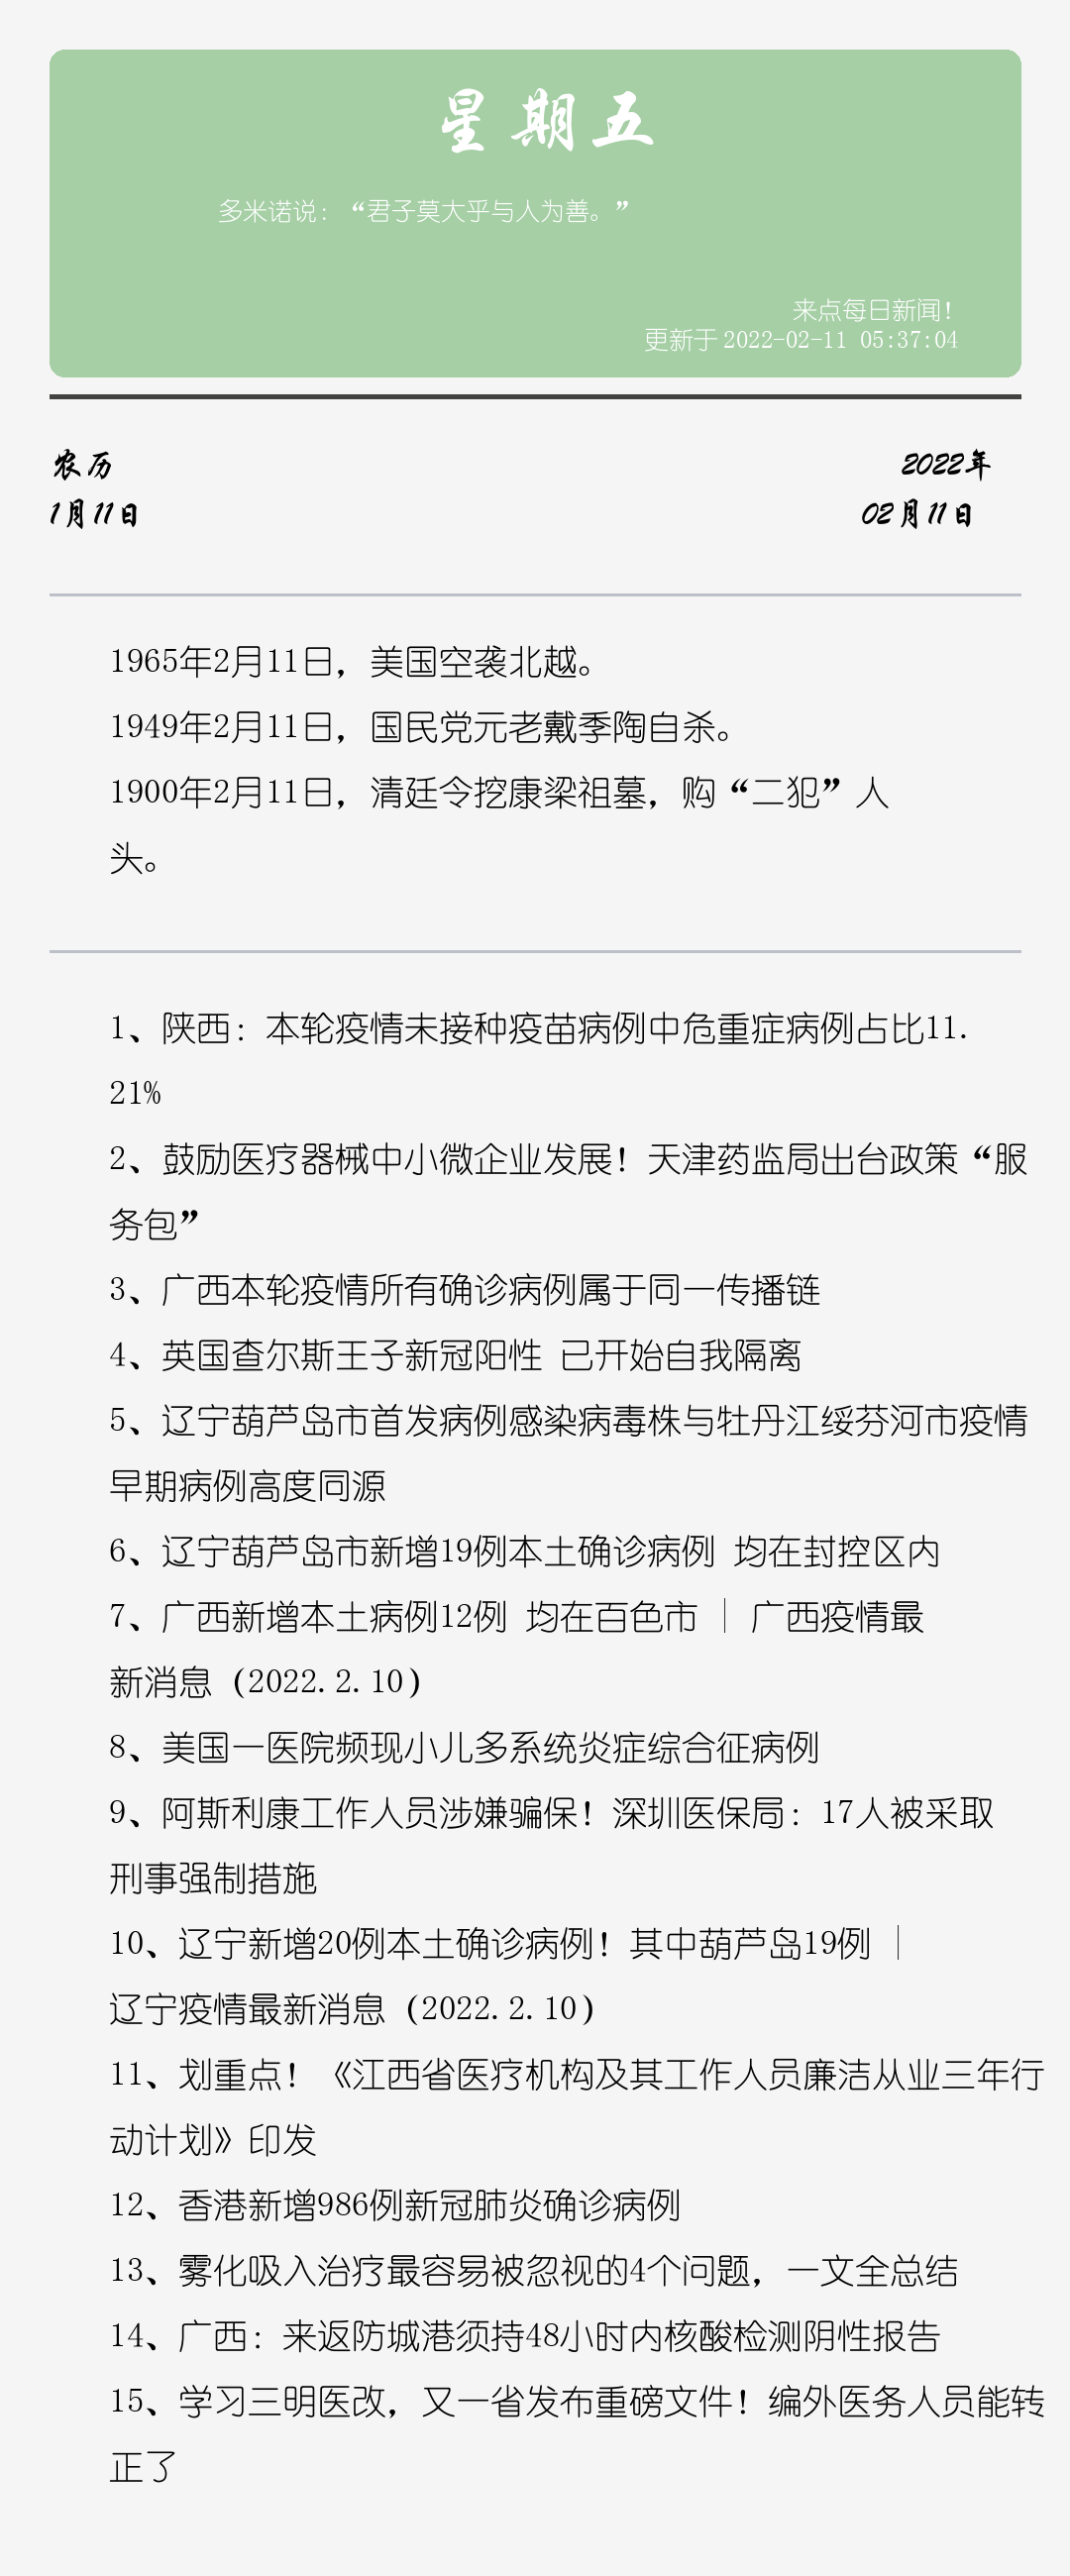 星期五
多米诺说：“君子莫大乎与人为善。”
来点每日新闻！
更新于 2022-02-11 05:37:04
农历
2022年
1月11日
02月11日
1965年2月11日，美国空袭北越。
1949年2月11日，国民党元老戴季陶自杀。
1900年2月11日，清廷令挖康梁祖墓，购“二犯”人
头。
1、陕西：本轮疫情未接种疫苗病例中危重症病例占比11.
21%
2、鼓励医疗器械中小微企业发展！天津药监局出台政策“服
务包”
3、广西本轮疫情所有确诊病例属于同一传播链
4、英国查尔斯王子新冠阳性 已开始自我隔离
5、辽宁葫芦岛市首发病例感染病毒株与牡丹江绥芬河市疫情
早期病例高度同源
6、辽宁葫芦岛市新增19例本土确诊病例 均在封控区内
7、广西新增本土病例12例 均在百色市 | 广西疫情最
新消息（2022.2.10）
8、美国一医院频现小儿多系统炎症综合征病例
9、阿斯利康工作人员涉嫌骗保！深圳医保局：17人被采取
刑事强制措施
10、辽宁新增20例本土确诊病例！其中葫芦岛19例 |
辽宁疫情最新消息（2022.2.10）
11、划重点！《江西省医疗机构及其工作人员廉洁从业三年行
动计划》印发
12、香港新增986例新冠肺炎确诊病例
13、雾化吸入治疗最容易被忽视的4个问题，一文全总结
14、广西：来返防城港须持48小时内核酸检测阴性报告
15、学习三明医改，又一省发布重磅文件！编外医务人员能转
正了